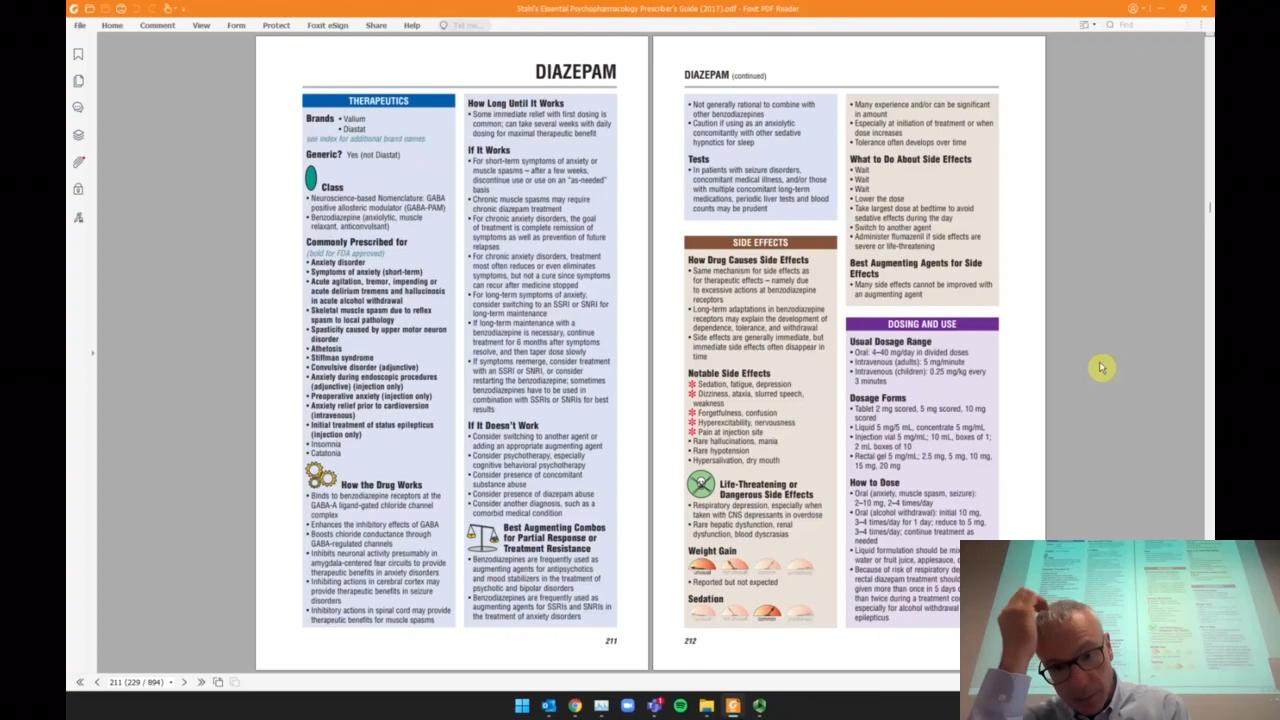 Stahl's Essential Psychopharmacology Prescriber's Guide (2017).pdf - Foxit PDF Reader
File Home Comment View Form Protect Foxit eSign Share Help Tell me... Find
DIAZEPAM
THERAPEUTICS
Brands • Valium
• Diastat
see index for additional brand names
Generic? Yes (not Diastat)
Class
• Neuroscience-based Nomenclature: GABA
positive allosteric modulator (GABA-PAM)
• Benzodiazepine (anxiolytic, muscle
relaxant, anticonvulsant)
Commonly Prescribed for
(bold for FDA approved)
• Anxiety disorder
• Symptoms of anxiety (short-term)
• Acute agitation, tremor, impending or
acute delirium tremens and hallucinosis
in acute alcohol withdrawal
• Skeletal muscle spasm due to reflex
spasm to local pathology
• Spasticity caused by upper motor neuron
disorder
• Athetosis
• Stiffman syndrome
• Convulsive disorder (adjunctive)
• Anxiety during endoscopic procedures
(adjunctive) (injection only)
• Preoperative anxiety (injection only)
• Anxiety relief prior to cardioversion
(intravenous)
• Initial treatment of status epilepticus
(injection only)
• Insomnia
• Catatonia
How the Drug Works
• Binds to benzodiazepine receptors at the
GABA-A ligand-gated chloride channel
complex
• Enhances the inhibitory effects of GABA
• Boosts chloride conductance through
GABA-regulated channels
• Inhibits neuronal activity presumably in
amygdala-centered fear circuits to provide
therapeutic benefits in anxiety disorders
• Inhibiting actions in cerebral cortex may
provide therapeutic benefits in seizure
disorders
• Inhibitory actions in spinal cord may provide
therapeutic benefits for muscle spasms
How Long Until It Works
• Some immediate relief with first dosing is
common; can take several weeks with daily
dosing for maximal therapeutic benefit
If It Works
• For short-term symptoms of anxiety or
muscle spasms – after a few weeks,
discontinue use or use on an "as-needed"
basis
• Chronic muscle spasms may require
chronic diazepam treatment
• For chronic anxiety disorders, the goal
of treatment is complete remission of
symptoms as well as prevention of future
relapses
• For chronic anxiety disorders, treatment
most often reduces or even eliminates
symptoms, but not a cure since symptoms
can recur after medicine stopped
• For long-term symptoms of anxiety,
consider switching to an SSRI or SNRI for
long-term maintenance
• If long-term maintenance with a
benzodiazepine is necessary, continue
treatment for 6 months after symptoms
resolve, and then taper dose slowly
• If symptoms reemerge, consider treatment
with an SSRI or SNRI, or consider
restarting the benzodiazepine; sometimes
benzodiazepines have to be used in
combination with SSRIs or SNRIs for best
results
If It Doesn't Work
• Consider switching to another agent or
adding an appropriate augmenting agent
• Consider psychotherapy, especially
cognitive behavioral psychotherapy
• Consider presence of concomitant
substance abuse
• Consider presence of diazepam abuse
• Consider another diagnosis, such as a
comorbid medical condition
Best Augmenting Combos
for Partial Response or
Treatment Resistance
• Benzodiazepines are frequently used as
augmenting agents for antipsychotics
and mood stabilizers in the treatment of
psychotic and bipolar disorders
• Benzodiazepines are frequently used as
augmenting agents for SSRIs and SNRIs in
the treatment of anxiety disorders
211
DIAZEPAM (continued)
• Not generally rational to combine with
other benzodiazepines
• Caution if using as an anxiolytic
concomitantly with other sedative
hypnotics for sleep
Tests
• In patients with seizure disorders,
concomitant medical illness, and/or those
with multiple concomitant long-term
medications, periodic liver tests and blood
counts may be prudent
SIDE EFFECTS
How Drug Causes Side Effects
• Same mechanism for side effects as
for therapeutic effects – namely due
to excessive actions at benzodiazepine
receptors
• Long-term adaptations in benzodiazepine
receptors may explain the development of
dependence, tolerance, and withdrawal
• Side effects are generally immediate, but
immediate side effects often disappear in
time
Notable Side Effects
✻ Sedation, fatigue, depression
✻ Dizziness, ataxia, slurred speech,
weakness
✻ Forgetfulness, confusion
✻ Hyperexcitability, nervousness
✻ Pain at injection site
• Rare hallucinations, mania
• Rare hypotension
• Hypersalivation, dry mouth
Life-Threatening or
Dangerous Side Effects
• Respiratory depression, especially when
taken with CNS depressants in overdose
• Rare hepatic dysfunction, renal
dysfunction, blood dyscrasias
Weight Gain
unusual
• Reported but not expected
Sedation
common
212
• Many experience and/or can be significant
in amount
• Especially at initiation of treatment or when
dose increases
• Tolerance often develops over time
What to Do About Side Effects
• Wait
• Wait
• Wait
• Lower the dose
• Take largest dose at bedtime to avoid
sedative effects during the day
• Switch to another agent
• Administer flumazenil if side effects are
severe or life-threatening
Best Augmenting Agents for Side
Effects
• Many side effects cannot be improved with
an augmenting agent
DOSING AND USE
Usual Dosage Range
• Oral: 4–40 mg/day in divided doses
• Intravenous (adults): 5 mg/minute
• Intravenous (children): 0.25 mg/kg every
3 minutes
Dosage Forms
• Tablet 2 mg scored, 5 mg scored, 10 mg
scored
• Liquid 5 mg/5 mL, concentrate 5 mg/mL
• Injection vial 5 mg/mL; 10 mL, boxes of 1;
2 mL boxes of 10
• Rectal gel 5 mg/mL; 2.5 mg, 5 mg, 10 mg,
15 mg, 20 mg
How to Dose
• Oral (anxiety, muscle spasm, seizure):
2–10 mg, 2–4 times/day
• Oral (alcohol withdrawal): initial 10 mg,
3–4 times/day for 1 day; reduce to 5 mg,
3–4 times/day; continue treatment as
needed
• Liquid formulation should be mix
water or fruit juice, applesauce,
• Because of risk of respiratory de
rectal diazepam treatment should
given more than once in 5 days
than twice during a treatment co
especially for alcohol withdrawal
epilepticus
211 (229 / 894)